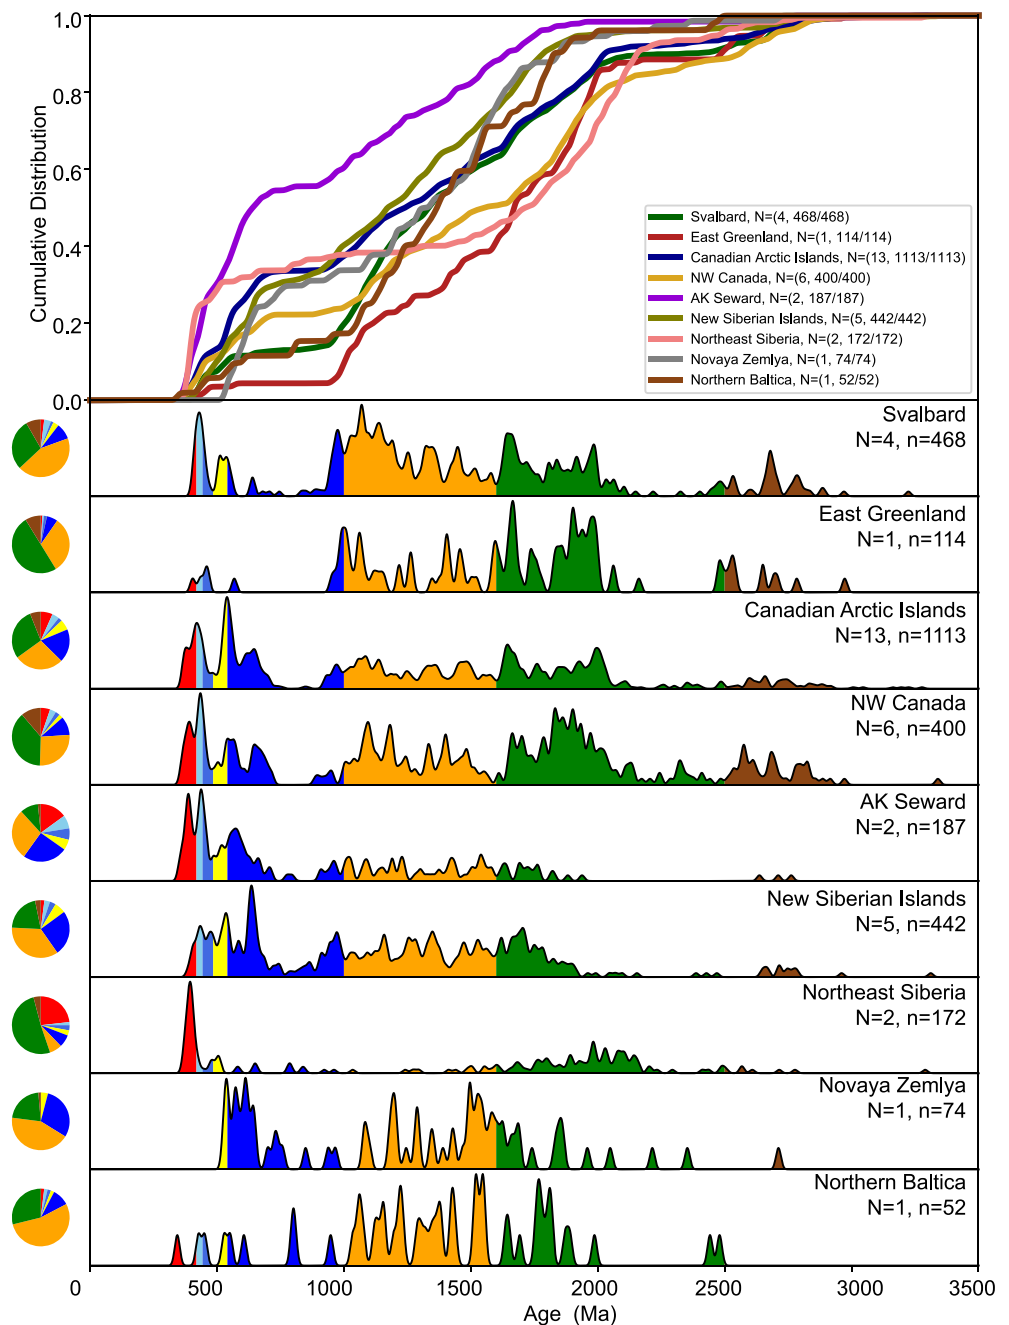 1.0
0.8
0.6
0.4
0.2
0.0
Cumulative Distribution
Svalbard, N=(4, 468/468)
East Greenland, N=(1, 114/114)
Canadian Arctic Islands, N=(13, 1113/1113)
NW Canada, N=(6, 400/400)
AK Seward, N=(2, 187/187)
New Siberian Islands, N=(5, 442/442)
Northeast Siberia, N=(2, 172/172)
Novaya Zemlya, N=(1, 74/74)
Northern Baltica, N=(1, 52/52)
Svalbard
N=4, n=468
East Greenland
N=1, n=114
Canadian Arctic Islands
N=13, n=1113
NW Canada
N=6, n=400
AK Seward
N=2, n=187
New Siberian Islands
N=5, n=442
Northeast Siberia
N=2, n=172
Novaya Zemlya
N=1, n=74
Northern Baltica
N=1, n=52
0 500 1000 1500 2000 2500 3000 3500
Age (Ma)